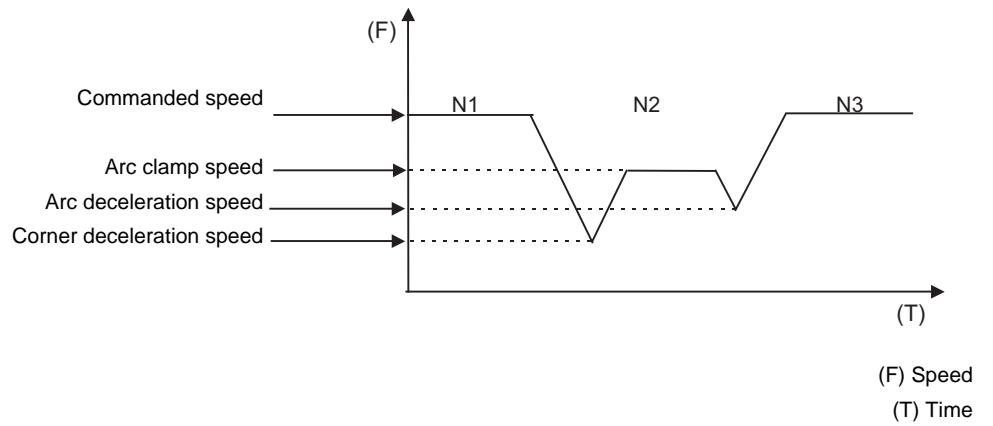 (F)
Commanded speed
N1 N2 N3
Arc clamp speed
Arc deceleration speed
Corner deceleration speed
(T)
(F) Speed
(T) Time